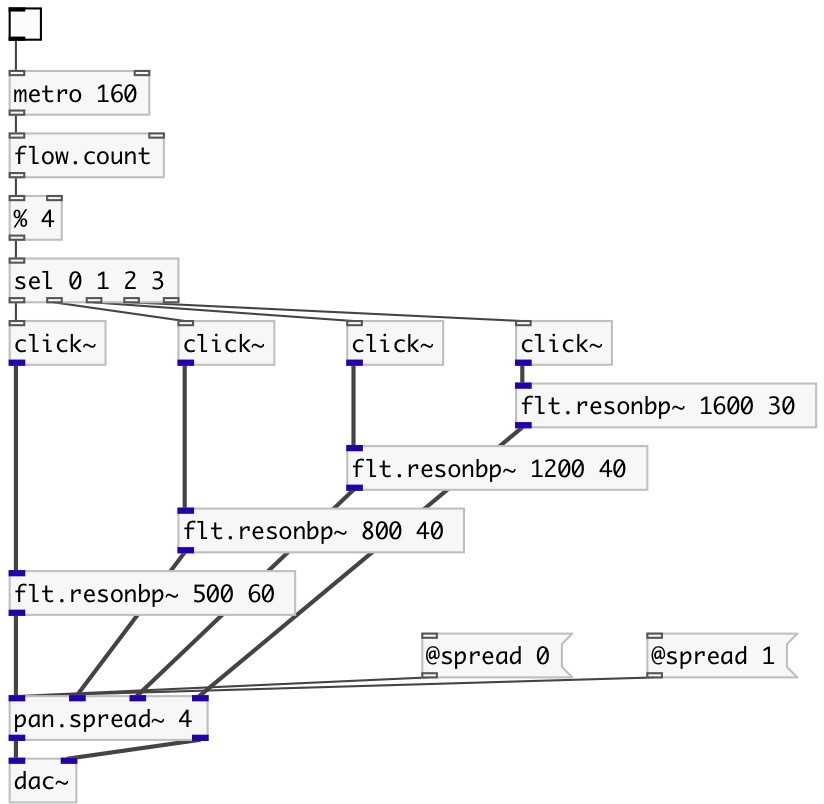 metro 160
flow.count
% 4
sel 0 1 2 3
click~ click~ click~ click~
flt.resonbp~ 1600 30
flt.resonbp~ 1200 40
flt.resonbp~ 800 40
flt.resonbp~ 500 60
@spread 0 @spread 1
pan.spread~ 4
dac~